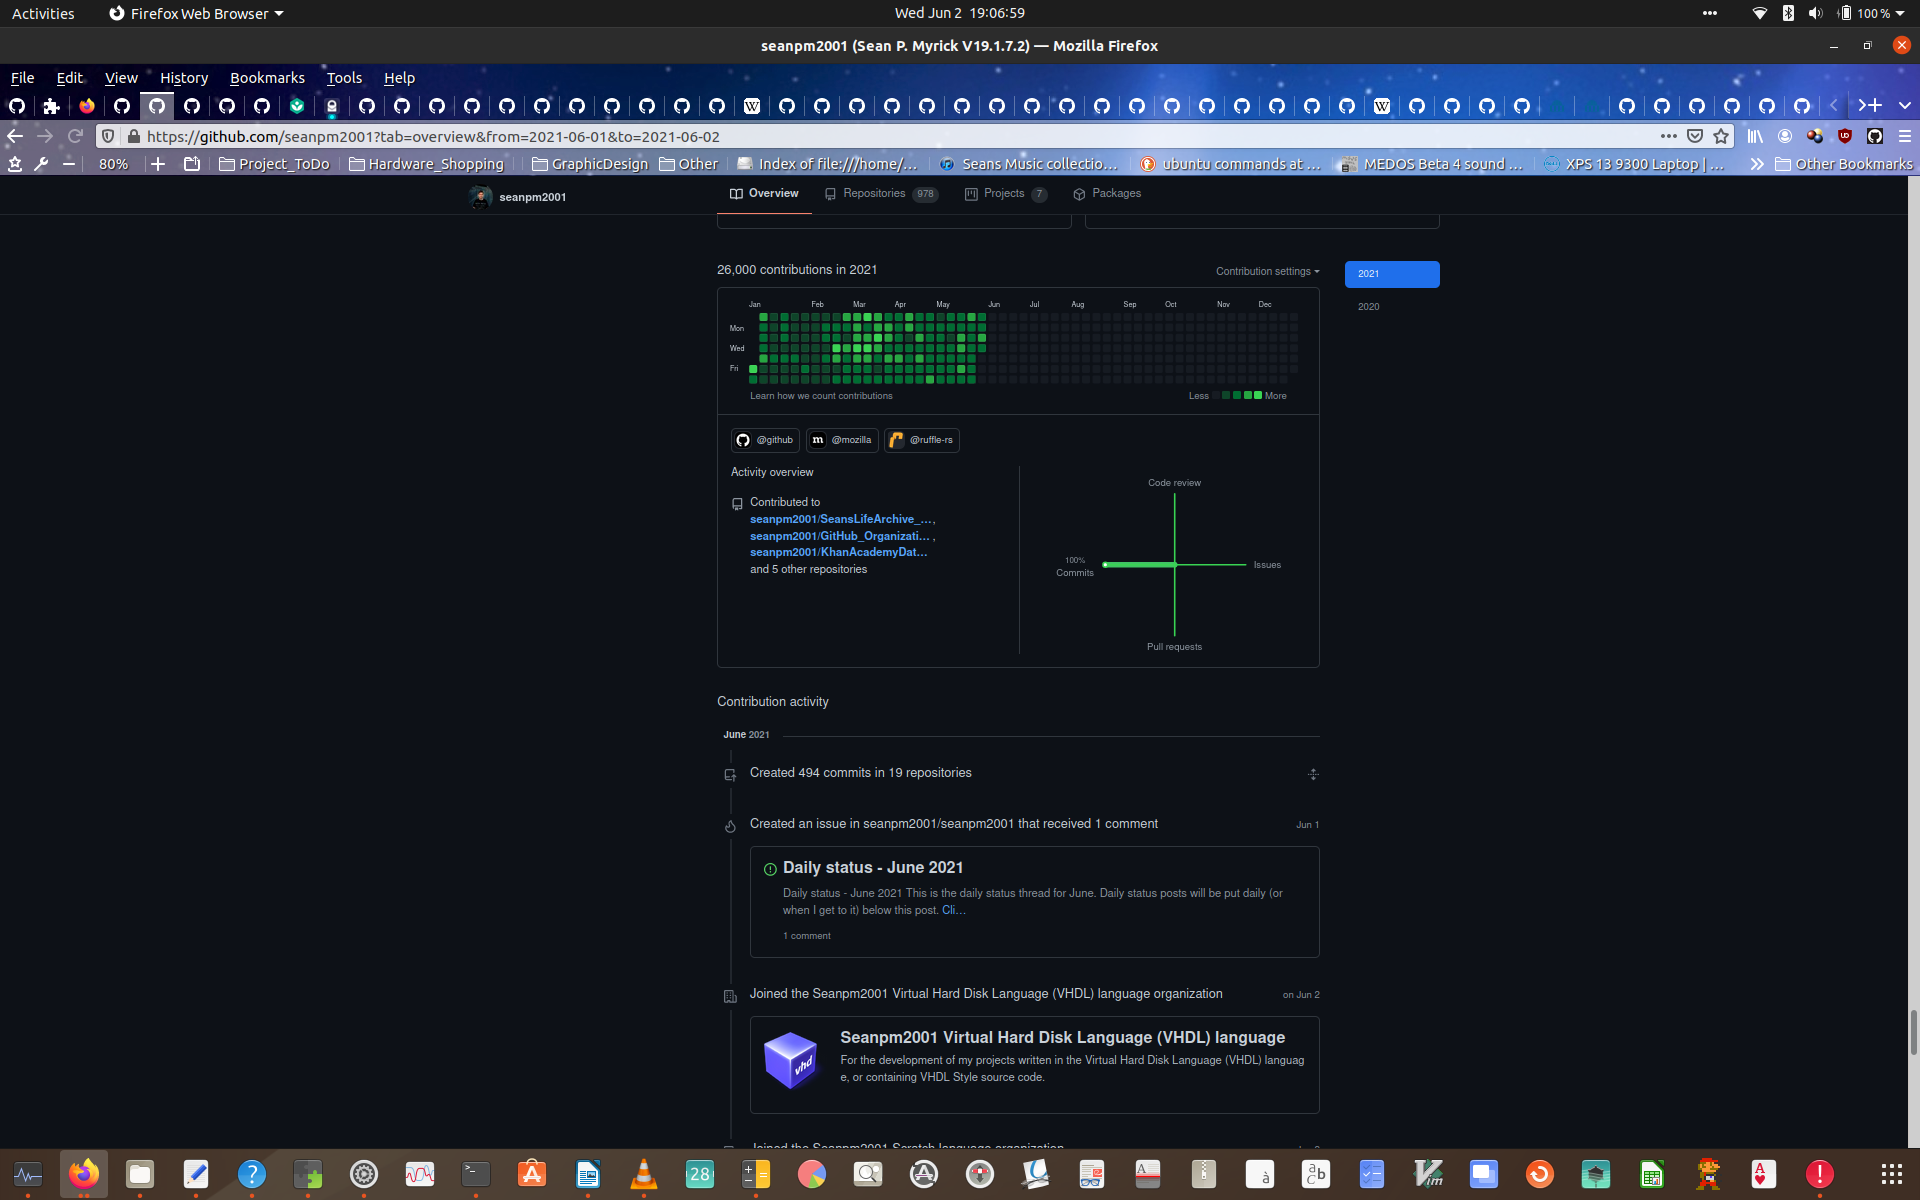 Activities
Firefox Web Browser
Wed Jun 2 19:06:59
100 %
seanpm2001 (Sean P. Myrick V19.1.7.2) — Mozilla Firefox
File Edit View History Bookmarks Tools Help
https://github.com/seanpm2001?tab=overview&from=2021-06-01&to=2021-06-02
80%
Project_ToDo
Hardware_Shopping
GraphicDesign
Other
Index of file:///home/…
Seans Music collectio…
ubuntu commands at …
MEDOS Beta 4 sound …
XPS 13 9300 Laptop | …
Other Bookmarks
seanpm2001
Overview
Repositories 978
Projects 7
Packages
26,000 contributions in 2021
Contribution settings
2021
2020
Jan Feb Mar Apr May Jun Jul Aug Sep Oct Nov Dec
Mon
Wed
Fri
Learn how we count contributions
Less More
@github
@mozilla
@ruffle-rs
Activity overview
Contributed to
seanpm2001/SeansLifeArchive_…,
seanpm2001/GitHub_Organizati… ,
seanpm2001/KhanAcademyDat…
and 5 other repositories
Code review
100%
Commits
Issues
Pull requests
Contribution activity
June 2021
Created 494 commits in 19 repositories
Created an issue in seanpm2001/seanpm2001 that received 1 comment
Jun 1
Daily status - June 2021
Daily status - June 2021 This is the daily status thread for June. Daily status posts will be put daily (or
when I get to it) below this post. Cli…
1 comment
Joined the Seanpm2001 Virtual Hard Disk Language (VHDL) language organization
on Jun 2
vhd
Seanpm2001 Virtual Hard Disk Language (VHDL) language
For the development of my projects written in the Virtual Hard Disk Language (VHDL) languag
e, or containing VHDL Style source code.
Joined the Seanpm2001 Scratch language organization
28